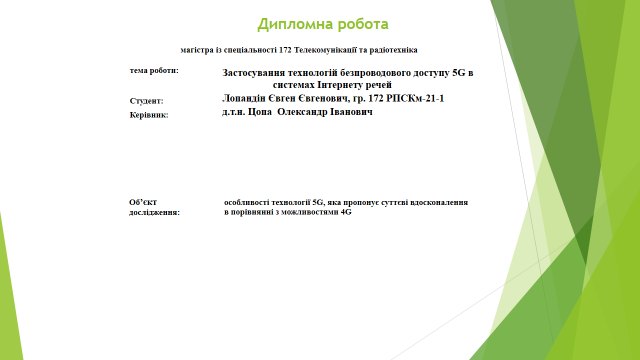 Дипломна робота
магістра із спеціальності 172 Телекомунікації та радіотехніка
тема роботи: Застосування технологій безпроводового доступу 5G в
системах Інтернету речей
Студент: Лопандін Євген Євгенович, гр. 172 РПСКм-21-1
Керівник: д.т.н. Цопа Олександр Іванович
Об’єкт особливості технології 5G, яка пропонує суттєві вдосконалення
дослідження: в порівнянні з можливостями 4G